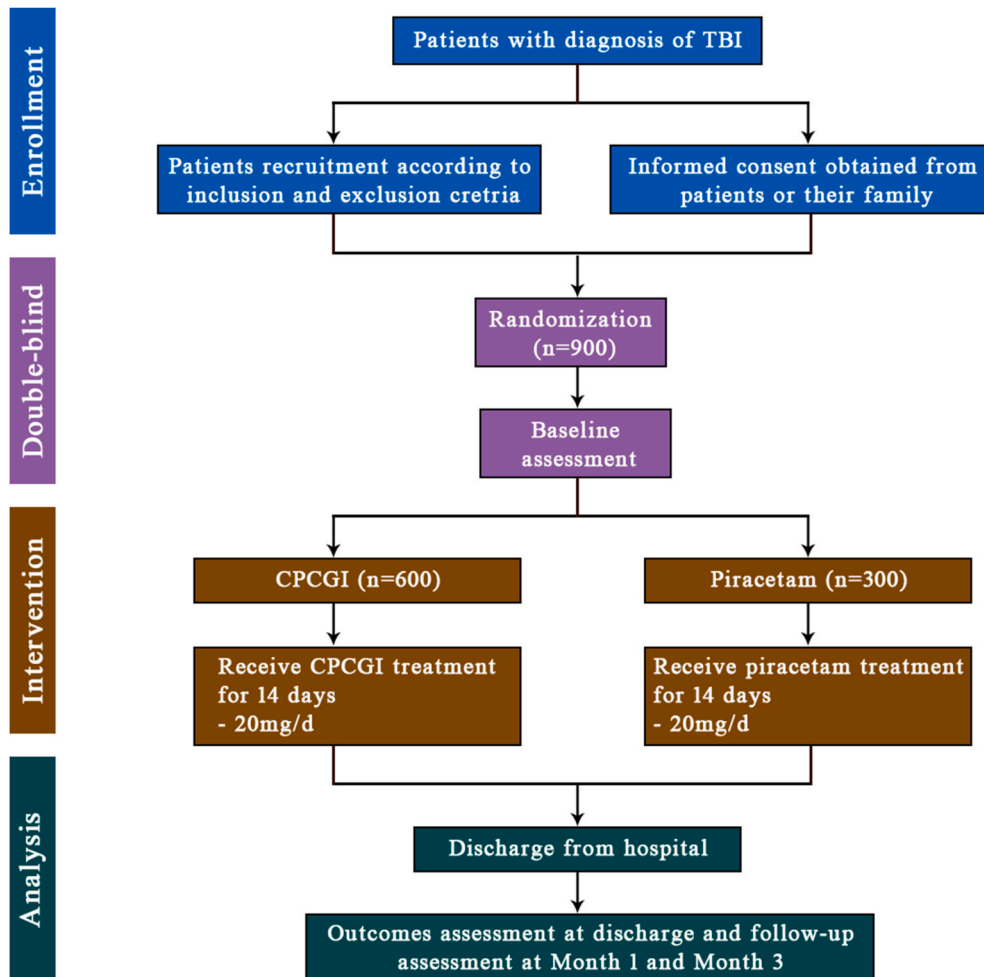 Enrollment
Patients with diagnosis of TBI
Patients recruitment according to
inclusion and exclusion cretria
Informed consent obtained from
patients or their family
Double-blind
Randomization
(n=900)
Baseline
assessment
Intervention
CPCGI (n=600)
Piracetam (n=300)
Receive CPCGI treatment
for 14 days
- 20mg/d
Receive piracetam treatment
for 14 days
- 20mg/d
Analysis
Discharge from hospital
Outcomes assessment at discharge and follow-up
assessment at Month 1 and Month 3